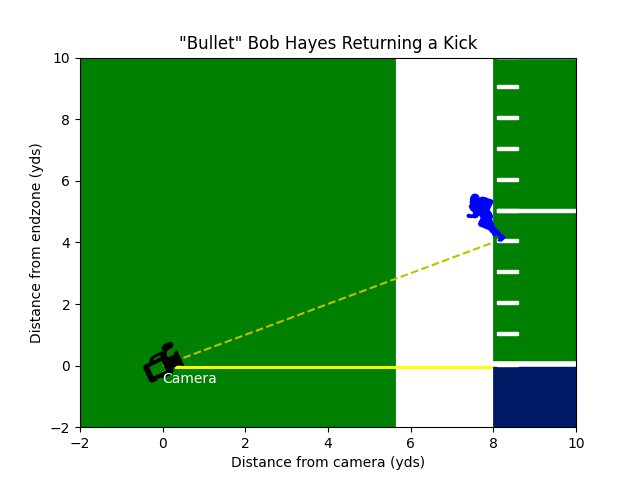 "Bullet" Bob Hayes Returning a Kick
Distance from endzone (yds)
10
8
6
4
2
0
−2
Camera
−2 0 2 4 6 8 10
Distance from camera (yds)